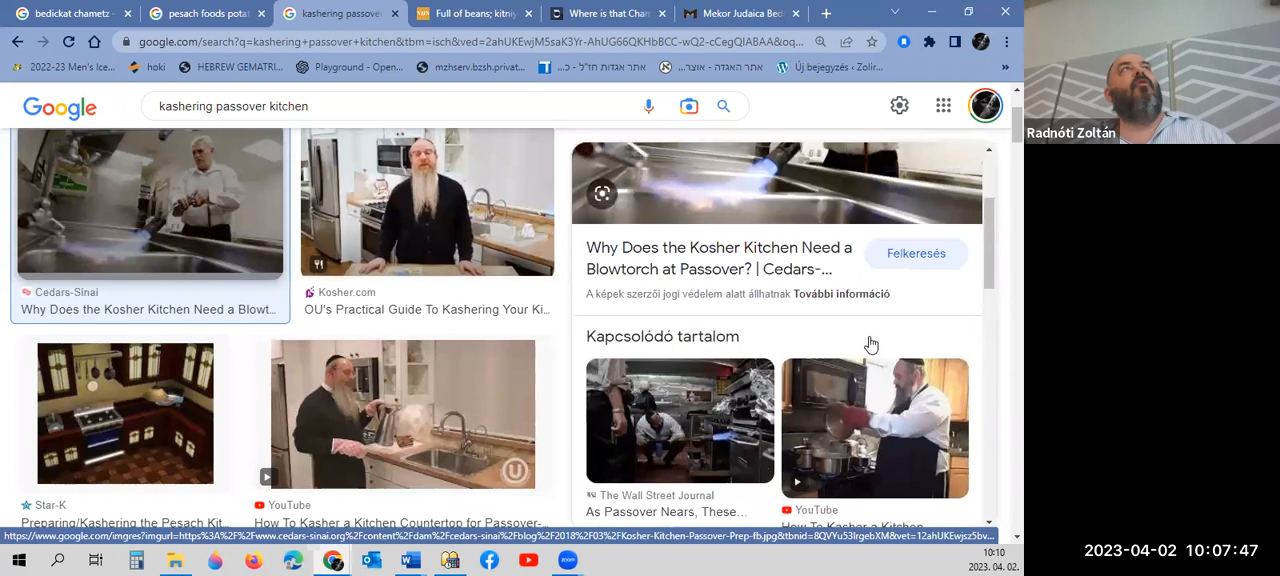 bedickat chametz -
pesach foods potat
kashering passover
Full of beans; kitniy
Where is that Cham
Mekor Judaica Bed
google.com/search?q=kashering+passover+kitchen&tbm=isch&ved=2ahUKEwjM5saK3Yr-AhUG66QKHbBCC-wQ2-cCegQIABAA&oq...
2022-23 Men's Ice...
hoki
HEBREW GEMATRI...
Playground - Open...
mzhserv.bzsh.privat...
אתר אגדות חז"ל - כ...
אתר האגדה - אוצר...
Új bejegyzés ‹ Zolir...
Google
kashering passover kitchen
Radnóti Zoltán
Cedars-Sinai
Why Does the Kosher Kitchen Need a Blowt...
Kosher.com
OU's Practical Guide To Kashering Your Ki...
Star-K
Preparing/Kashering the Pesach Kit...
YouTube
How To Kasher a Kitchen Countertop for Passover-
Why Does the Kosher Kitchen Need a
Blowtorch at Passover? | Cedars-...
Felkeresés
A képek szerzői jogi védelem alatt állhatnak További információ
Kapcsolódó tartalom
The Wall Street Journal
As Passover Nears, These...
YouTube
How To Kasher a Kitchen
https://www.google.com/imgres?imgurl=https%3A%2F%2Fwww.cedars-sinai.org%2Fcontent%2Fdam%2Fcedars-sinai%2Fblog%2F2018%2F03%2FKosher-Kitchen-Passover-Prep-fb.jpg&tbnid=8QVYu53IrgebXM&vet=12ahUKEwjsz5bv...
10:10
2023. 04. 02.
2023-04-02 10:07:47